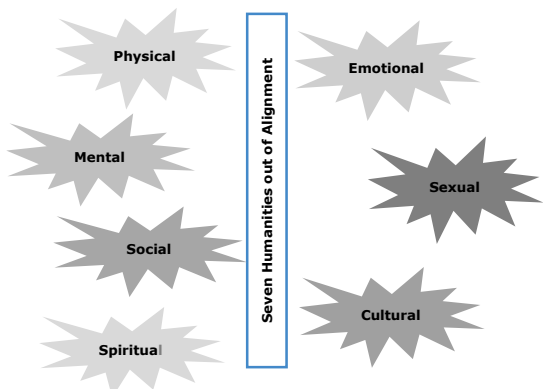 Physical
Emotional
Mental
Sexual
Social
Cultural
Spiritual
Seven Humanities out of Alignment